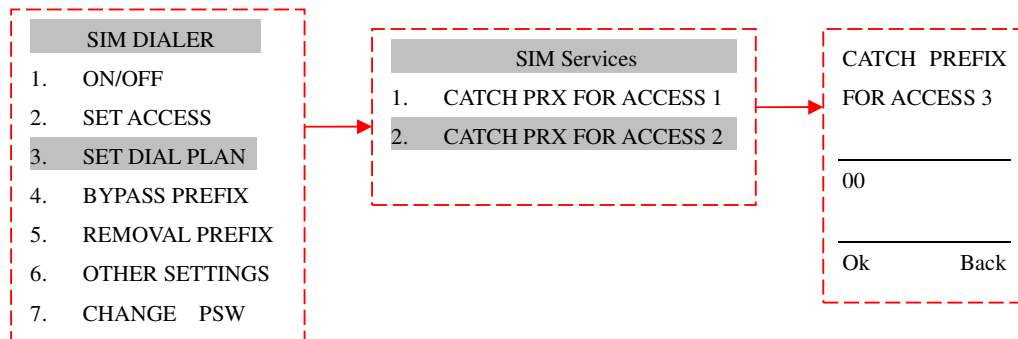 SIM DIALER
1. ON/OFF
2. SET ACCESS
3. SET DIAL PLAN
4. BYPASS PREFIX
5. REMOVAL PREFIX
6. OTHER SETTINGS
7. CHANGE PSW
SIM Services
1. CATCH PRX FOR ACCESS 1
2. CATCH PRX FOR ACCESS 2
CATCH PREFIX
FOR ACCESS 3
00
Ok Back